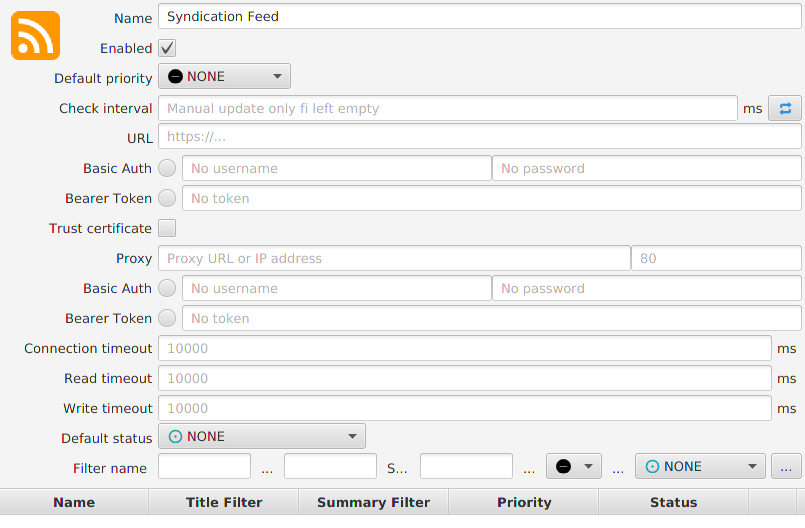 Name Syndication Feed
Enabled
Default priority NONE
Check interval Manual update only fi left empty ms
URL https://...
Basic Auth No username No password
Bearer Token No token
Trust certificate
Proxy Proxy URL or IP address 80
Basic Auth No username No password
Bearer Token No token
Connection timeout 10000 ms
Read timeout 10000 ms
Write timeout 10000 ms
Default status NONE
Filter name ... S... ... ... NONE ...
Name Title Filter Summary Filter Priority Status